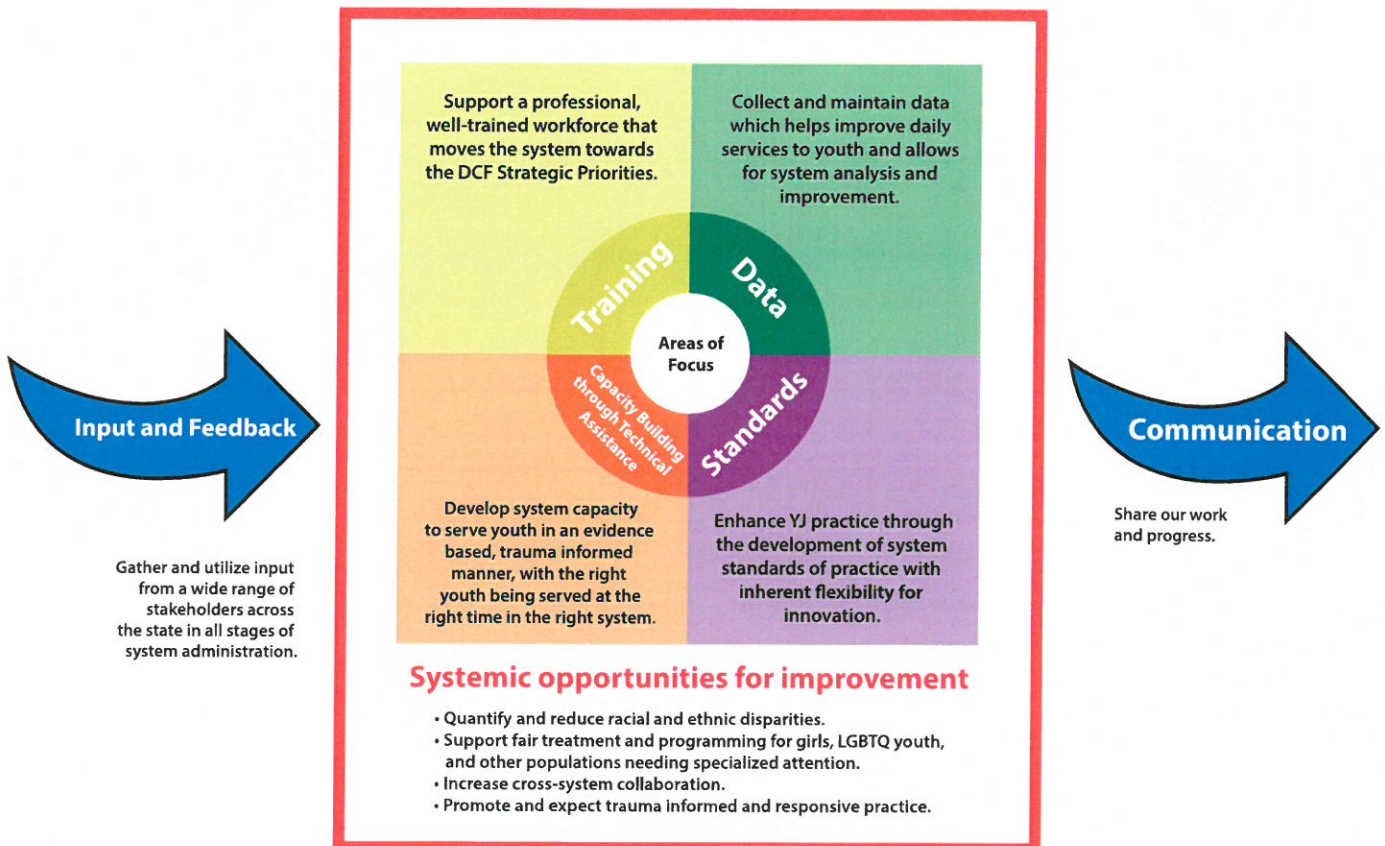 Support a professional,
well-trained workforce that
moves the system towards
the DCF Strategic Priorities.
Collect and maintain data
which helps improve daily
services to youth and allows
for system analysis and
improvement.
Training
Data
Areas of
Focus
Capacity Building
through Technical
Assistance
Standards
Input and Feedback
Gather and utilize input
from a wide range of
stakeholders across
the state in all stages of
system administration.
Develop system capacity
to serve youth in an evidence
based, trauma informed
manner, with the right
youth being served at the
right time in the right system.
Enhance YJ practice through
the development of system
standards of practice with
inherent flexibility for
innovation.
Communication
Share our work
and progress.
Systemic opportunities for improvement
• Quantify and reduce racial and ethnic disparities.
• Support fair treatment and programming for girls, LGBTQ youth,
and other populations needing specialized attention.
• Increase cross-system collaboration.
• Promote and expect trauma informed and responsive practice.